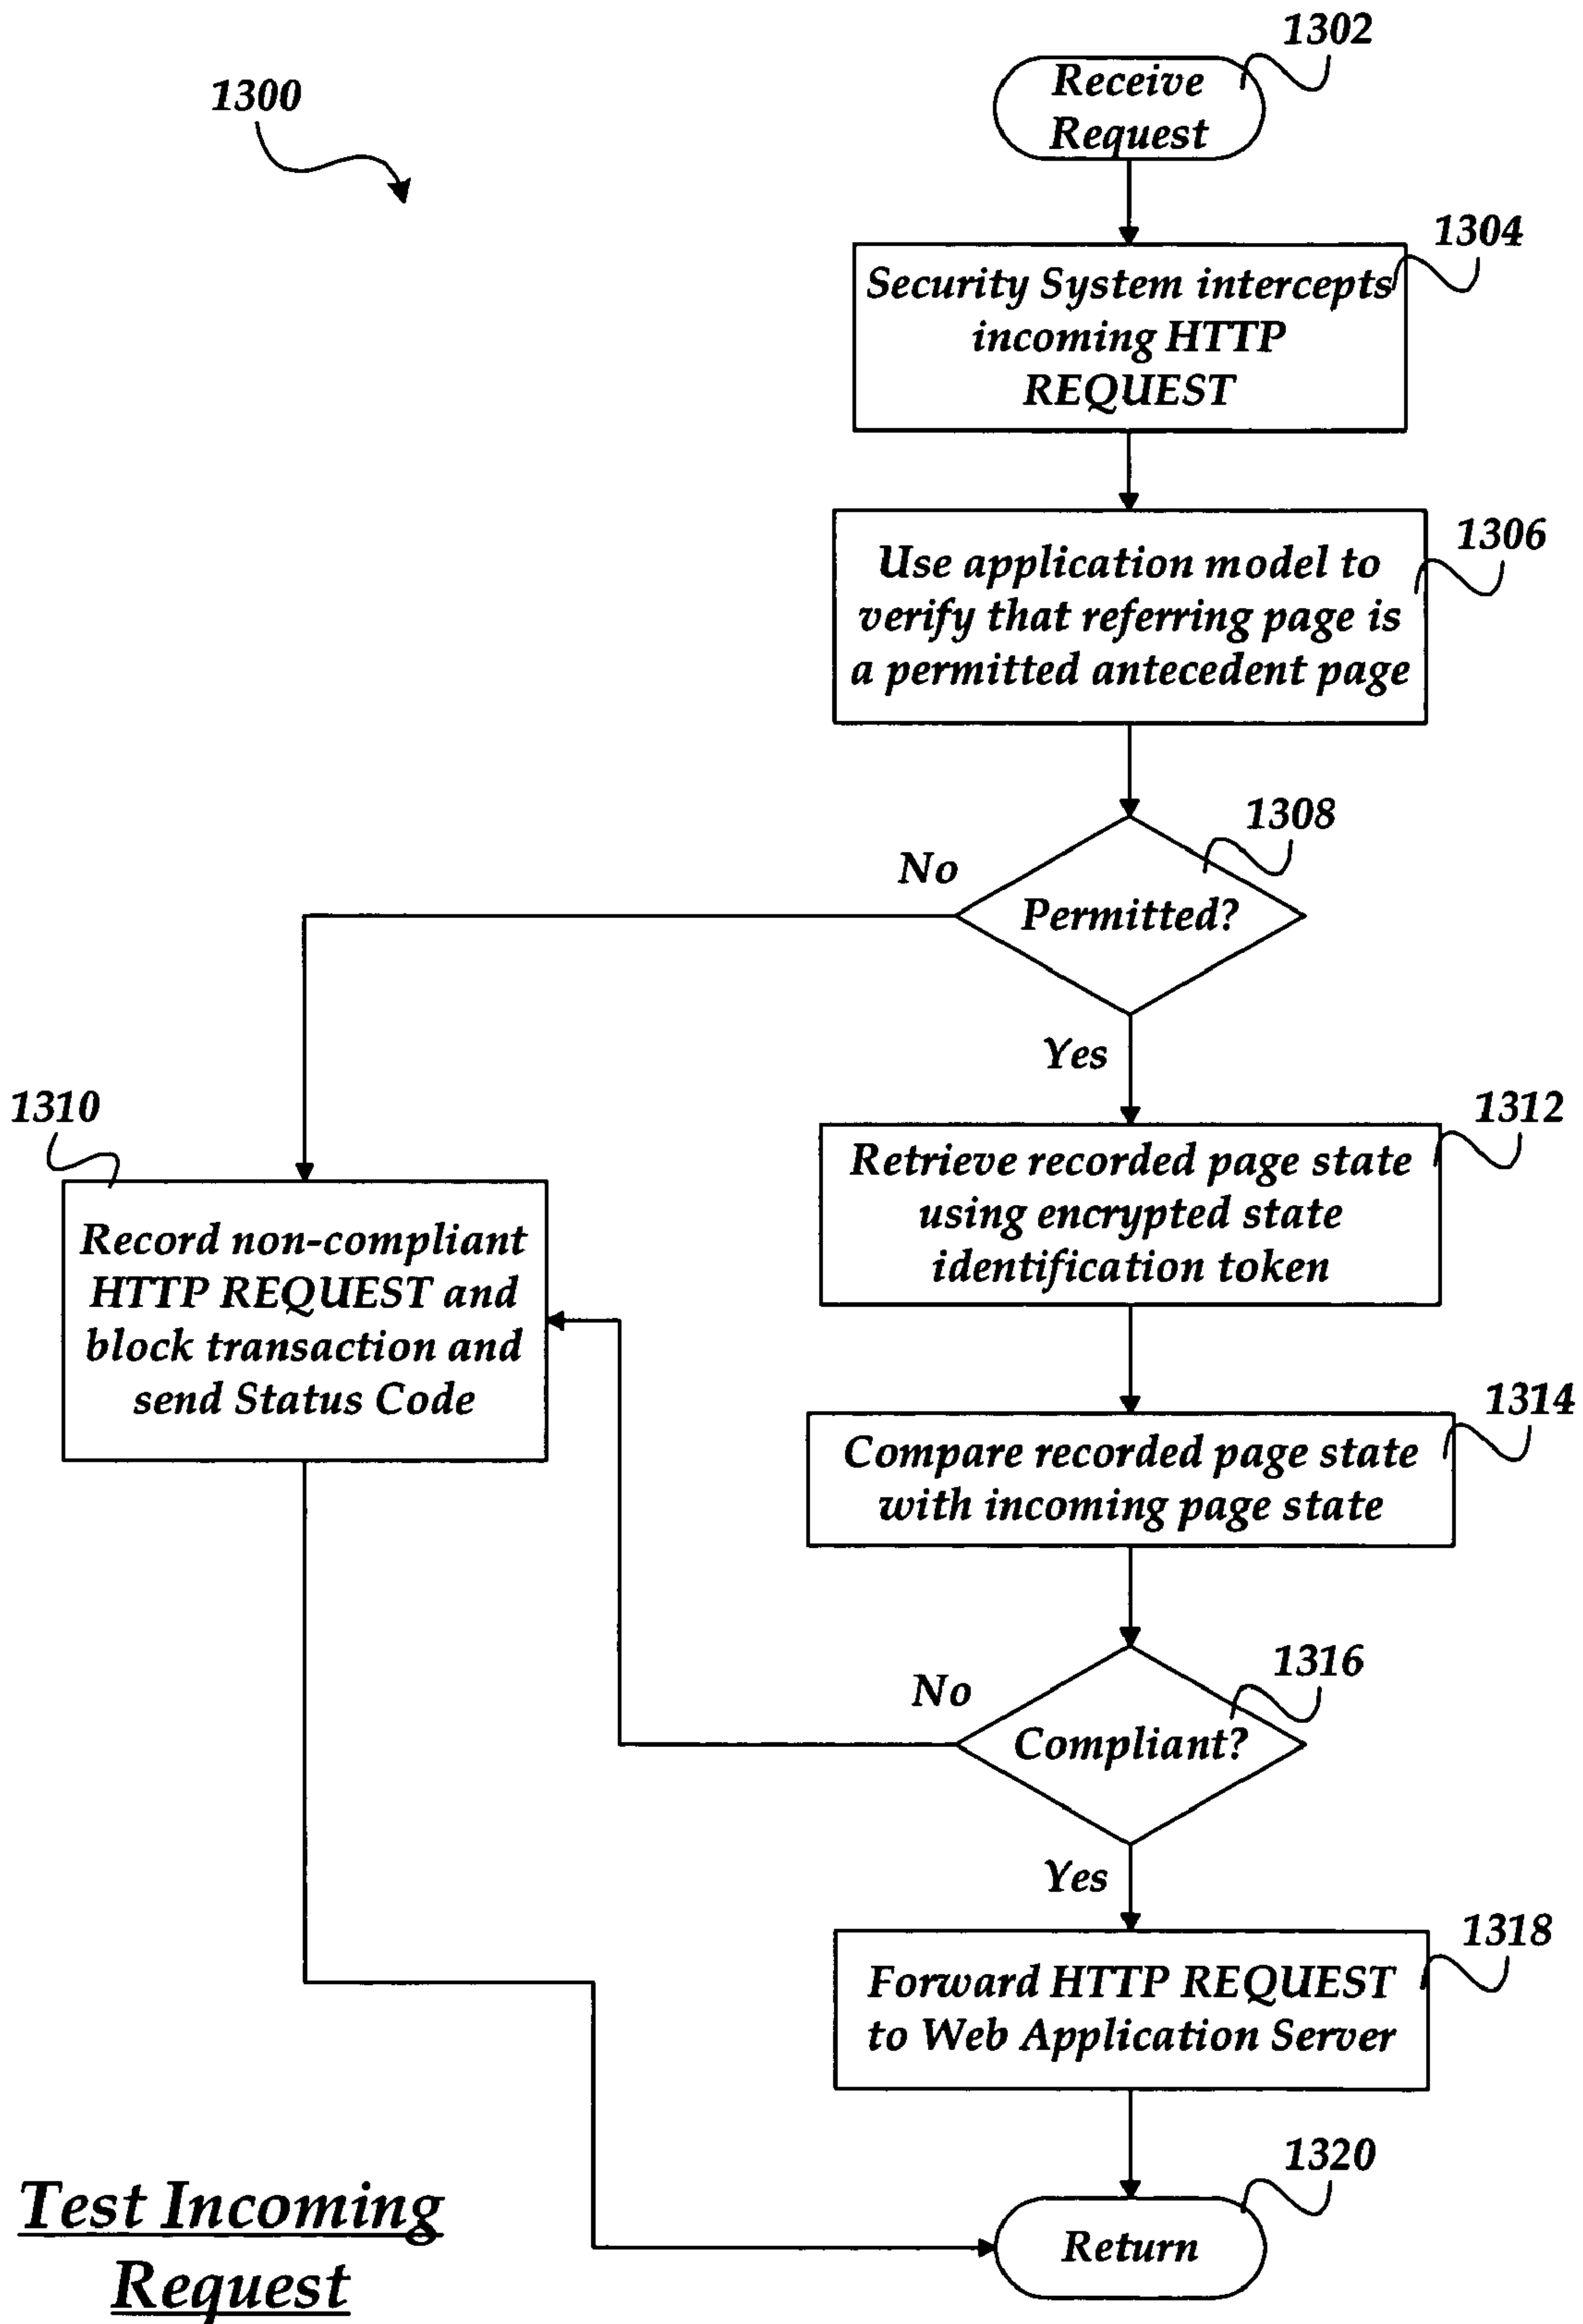 1300
1302
Receive
Request
1304
Security System intercepts
incoming HTTP
REQUEST
1306
Use application model to
verify that referring page is
a permitted antecedent page
1308
No
Permitted?
Yes
1310
Record non-compliant
HTTP REQUEST and
block transaction and
send Status Code
1312
Retrieve recorded page state
using encrypted state
identification token
1314
Compare recorded page state
with incoming page state
1316
No
Compliant?
Yes
1318
Forward HTTP REQUEST
to Web Application Server
1320
Return
Test Incoming
Request